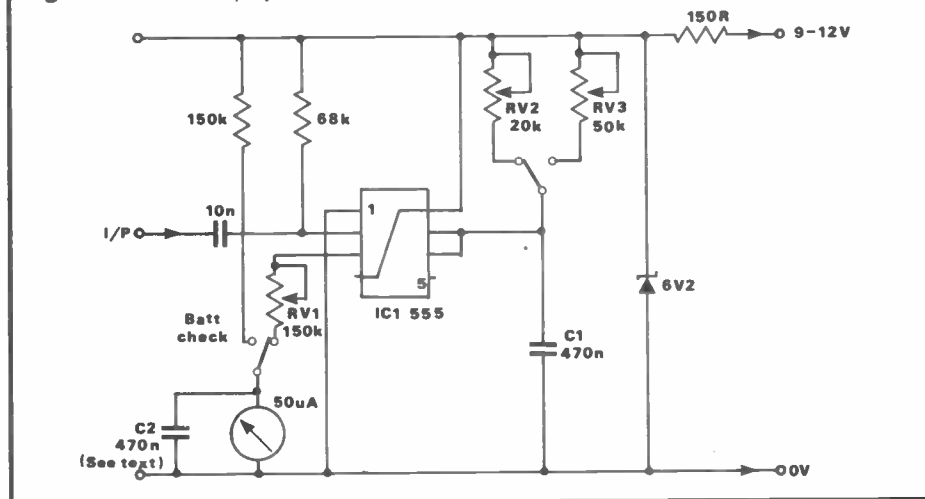 150R
9-12V
150k
68k
RV2
20k
RV3
50k
10n
I/P
1
5
IC1 555
RV1
150k
Batt
check
6V2
C1
470n
50uA
C2
470n
(See text)
0V